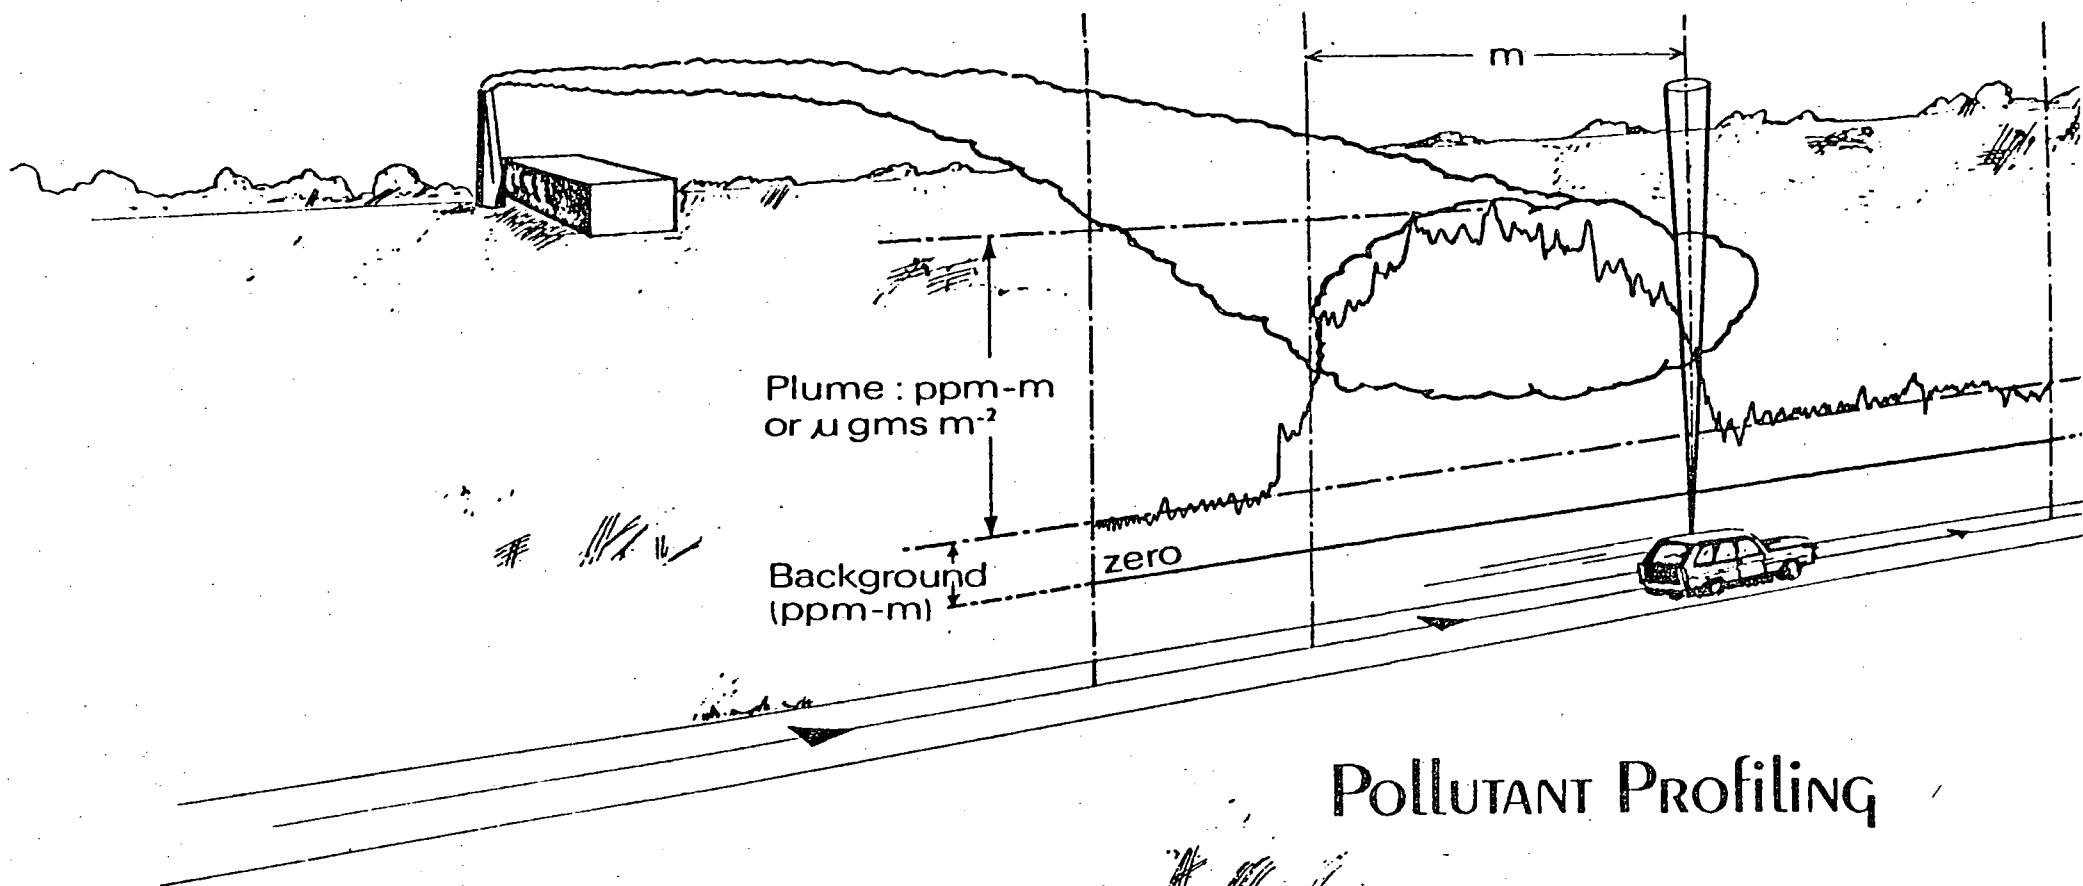 m
Plume : ppm-m
or μ gms m⁻²
zero
Background
(ppm-m)
Pollutant Profiling